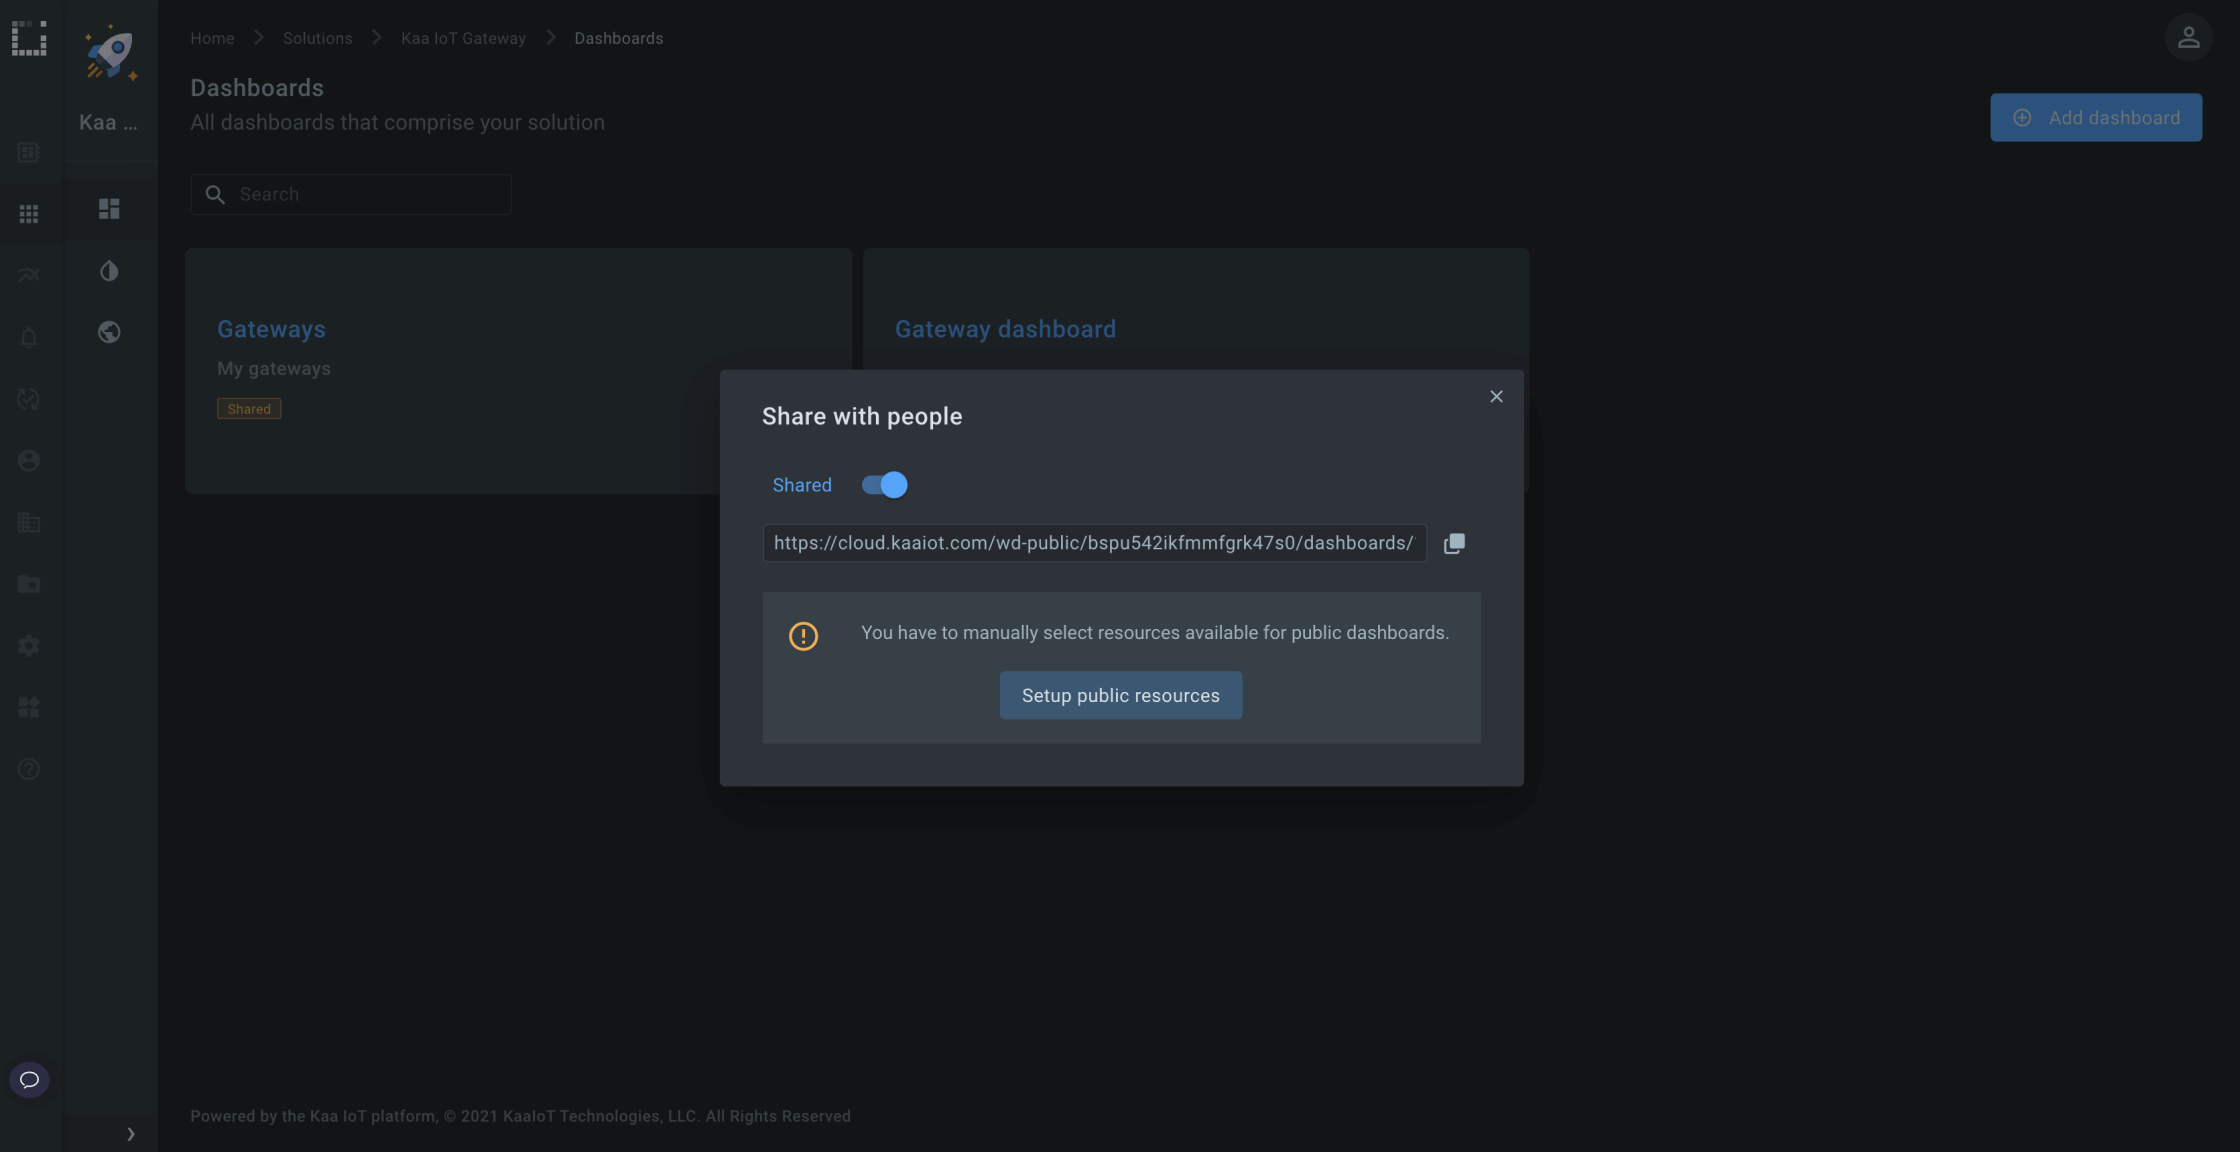 Home > Solutions > Kaa IoT Gateway > Dashboards
Dashboards
All dashboards that comprise your solution
Kaa ...
Add dashboard
Search
Gateways
My gateways
Shared
Gateway dashboard
Share with people
Shared
https://cloud.kaaiot.com/wd-public/bspu542ikfmmfgrk47s0/dashboards/
You have to manually select resources available for public dashboards.
Setup public resources
Powered by the Kaa IoT platform, © 2021 KaaIoT Technologies, LLC. All Rights Reserved